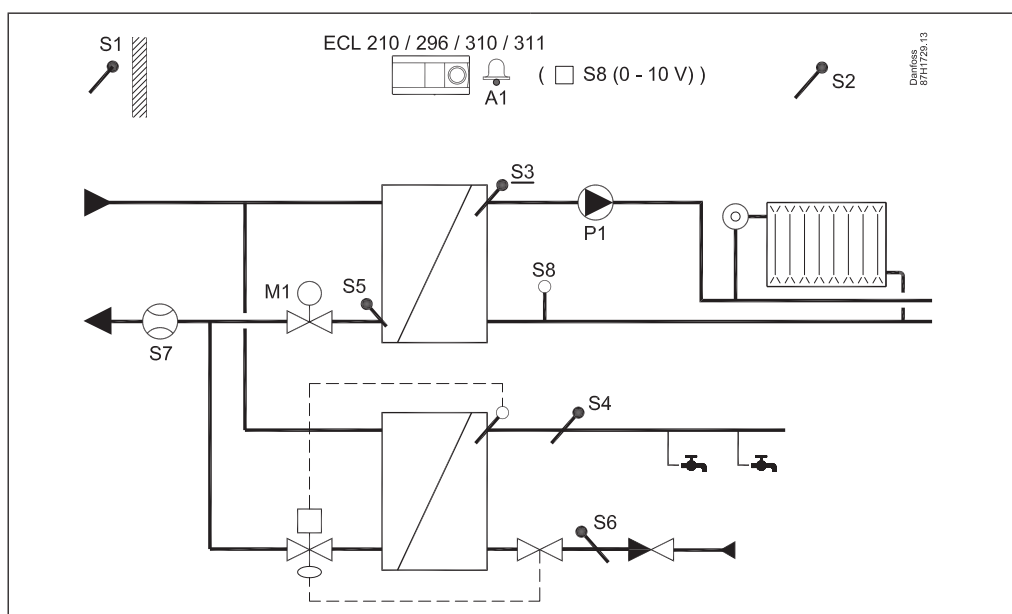 S1
ECL 210 / 296 / 310 / 311
A1
( S8 (0 - 10 V) )
S2
Danfoss
87H1729.13
S3
P1
S8
M1
S5
S7
S4
S6